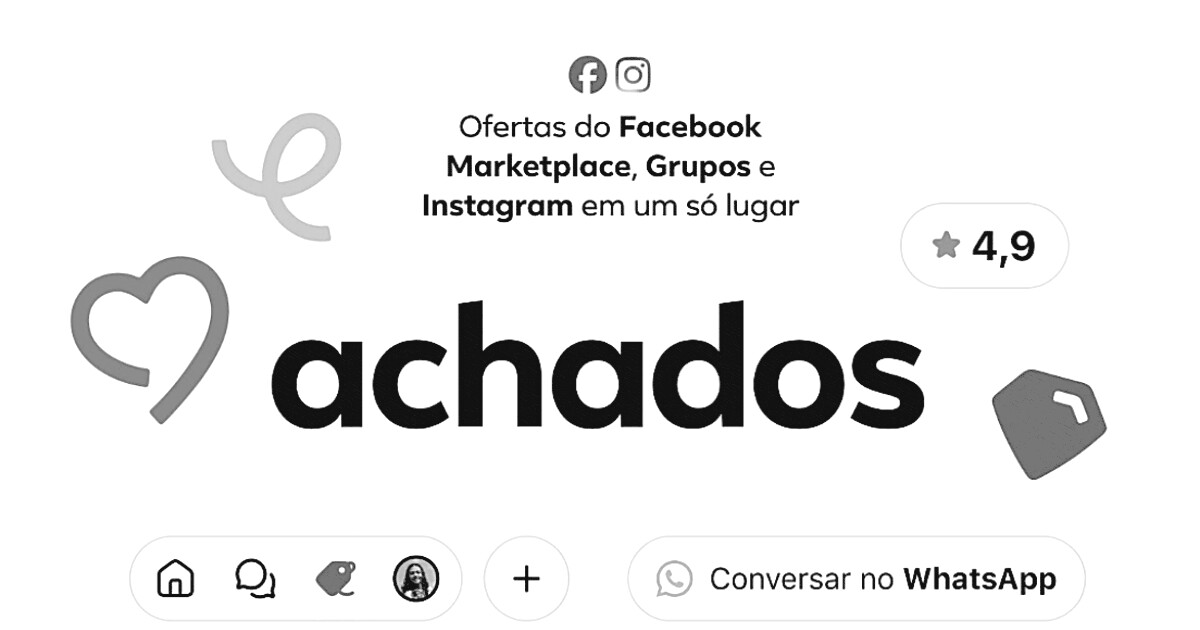 Ofertas do Facebook
Marketplace, Grupos e
Instagram em um só lugar
4,9
achados
Conversar no WhatsApp